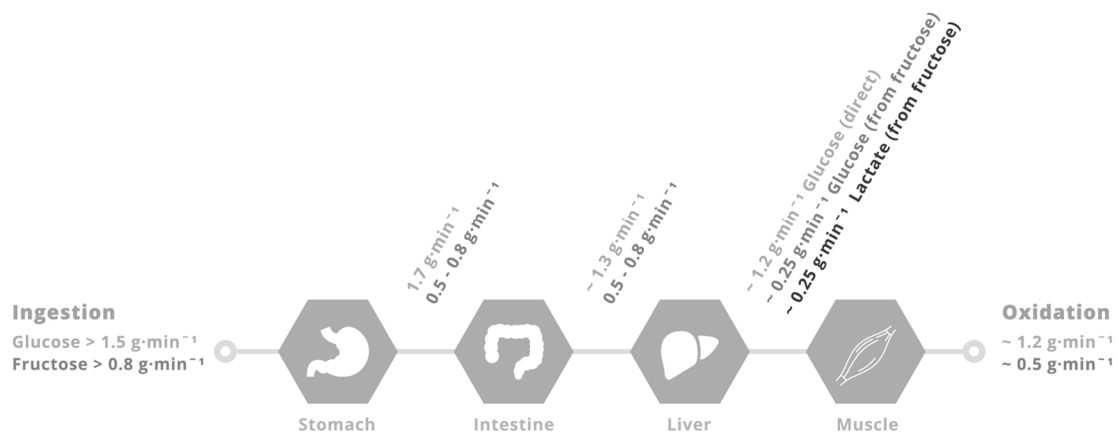 Ingestion
Glucose > 1.5 g·min⁻¹
Fructose > 0.8 g·min⁻¹
Stomach
1.7 g·min⁻¹
0.5 - 0.8 g·min⁻¹
Intestine
~ 1.3 g·min⁻¹
0.5 - 0.8 g·min⁻¹
Liver
~ 1.2 g·min⁻¹ Glucose (direct)
~ 0.25 g·min⁻¹ Glucose (from fructose)
~ 0.25 g·min⁻¹ Lactate (from fructose)
Muscle
Oxidation
~ 1.2 g·min⁻¹
~ 0.5 g·min⁻¹